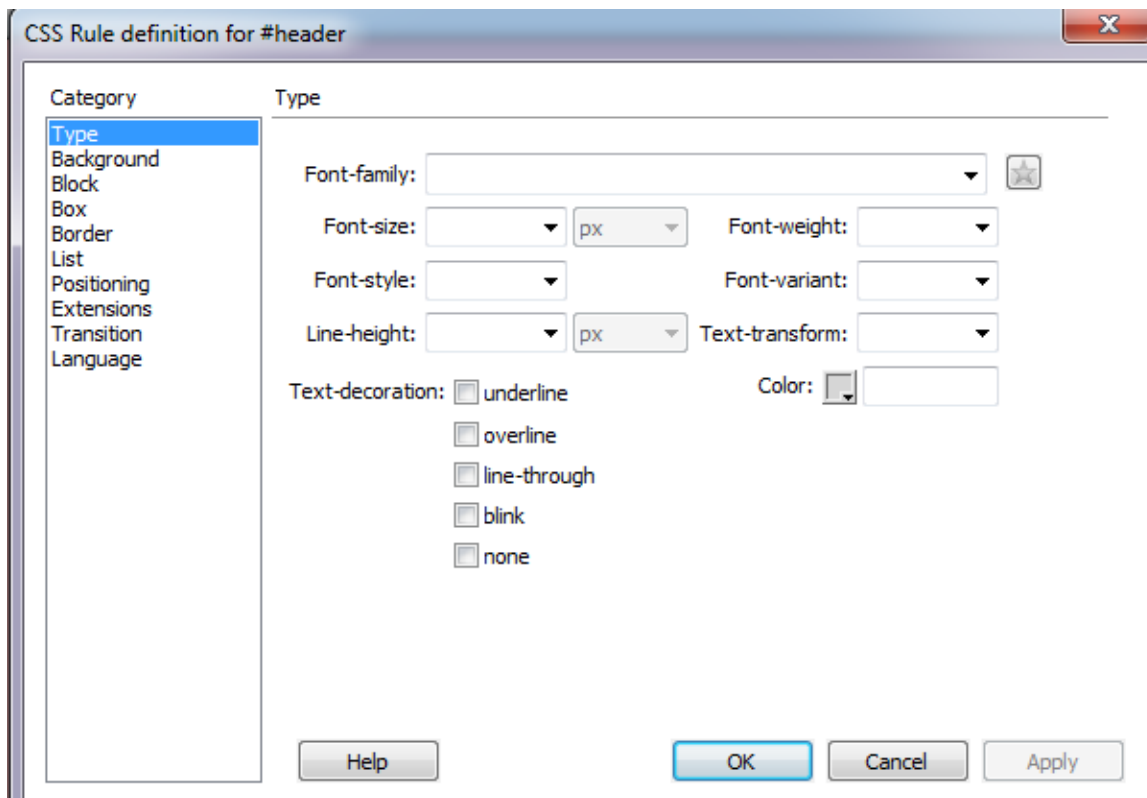 CSS Rule definition for #header
Category
Type
Type
Background
Block
Box
Border
List
Positioning
Extensions
Transition
Language
Font-family:
Font-size: px Font-weight:
Font-style: Font-variant:
Line-height: px Text-transform:
Text-decoration: underline Color:
overline
line-through
blink
none
Help OK Cancel Apply